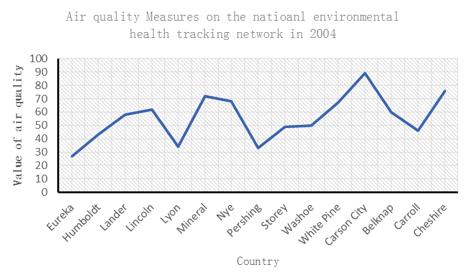 Air quality Measures on the natioanl environmental
health tracking network in 2004
Value of air quality
100
90
80
70
60
50
40
30
20
10
0
Eureka
Humboldt
Lander
Lincoln
Lyon
Mineral
Nye
Pershing
Storey
Washoe
White Pine
Carson City
Belknap
Carroll
Cheshire
Country